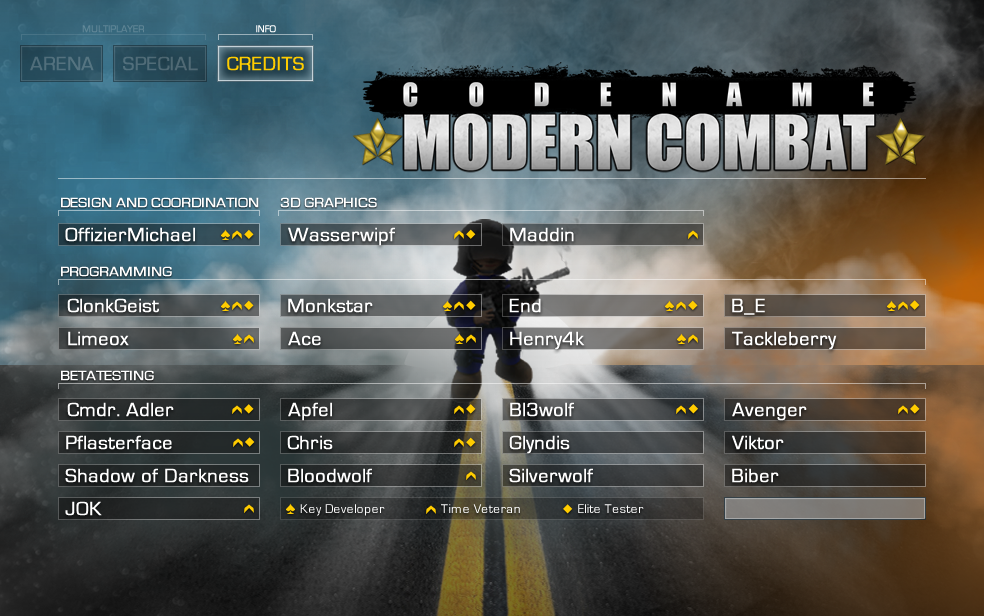 MULTIPLAYER INFO
ARENA SPECIAL CREDITS
CODENAME
MODERN COMBAT
DESIGN AND COORDINATION 3D GRAPHICS
OffizierMichael Wasserwipf Maddin
PROGRAMMING
ClonkGeist Monkstar End B_E
Limeox Ace Henry4k Tackleberry
BETATESTING
Cmdr. Adler Apfel Bl3wolf Avenger
Pflasterface Chris Glyndis Viktor
Shadow of Darkness Bloodwolf Silverwolf Biber
JOK Key Developer Time Veteran Elite Tester